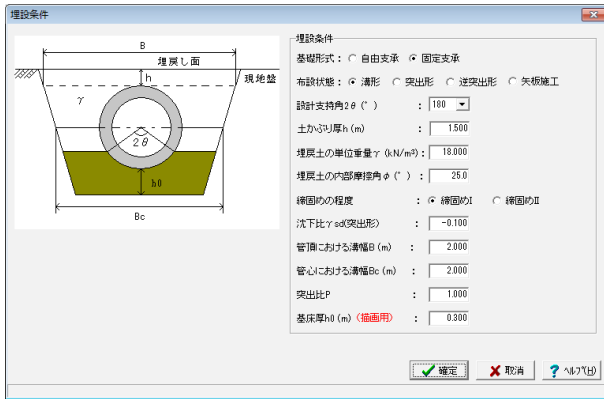 埋設条件
B
埋戻し面
h
現地盤
γ
2θ
h0
Bc
埋設条件
基礎形式： 自由支承 固定支承
布設状態： 溝形 突出形 逆突出形 矢板施工
設計支持角2θ(°) ： 180
土かぶり厚h(m) ： 1.500
埋戻土の単位重量γ(kN/m³)： 18.000
埋戻土の内部摩擦角φ(°) ： 25.0
締固めの程度 ： 締固めI 締固めII
沈下比γsd(突出形) ： -0.100
管頂における溝幅B(m) ： 2.000
管心における溝幅Bc(m) ： 2.000
突出比P ： 1.000
基床厚h0(m)(描画用) ： 0.300
確定 取消 ヘルプ(H)